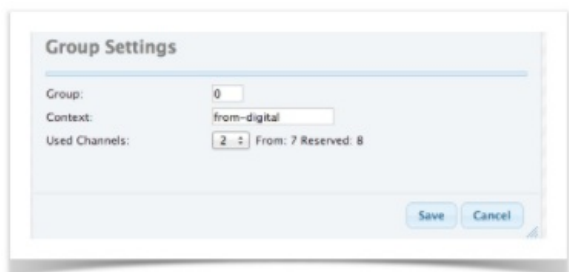 Group Settings
Group: 0
Context: from-digital
Used Channels: 2 From: 7 Reserved: 8
Save Cancel